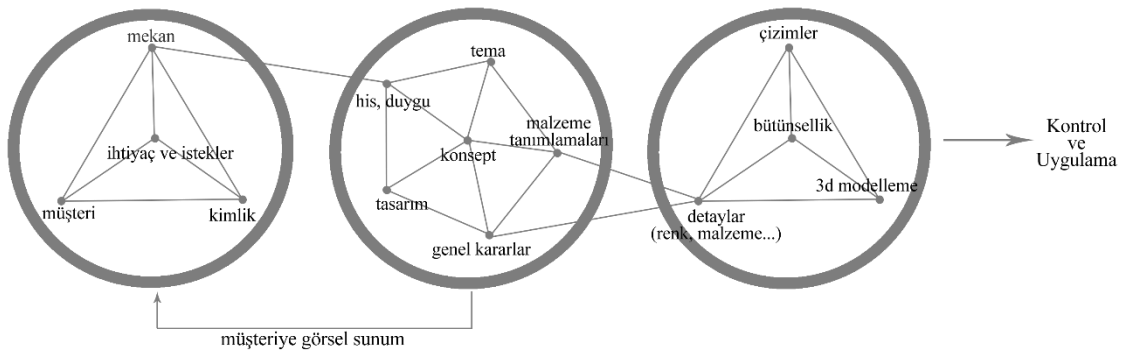 mekan
ihtiyaç ve istekler
müşteri
kimlik
tema
his, duygu
malzeme
tanımlamaları
konsept
tasarım
genel kararlar
çizimler
bütünsellik
3d modelleme
detaylar
(renk, malzeme...)
Kontrol
ve
Uygulama
müşteriye görsel sunum